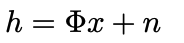 h = Φx + n